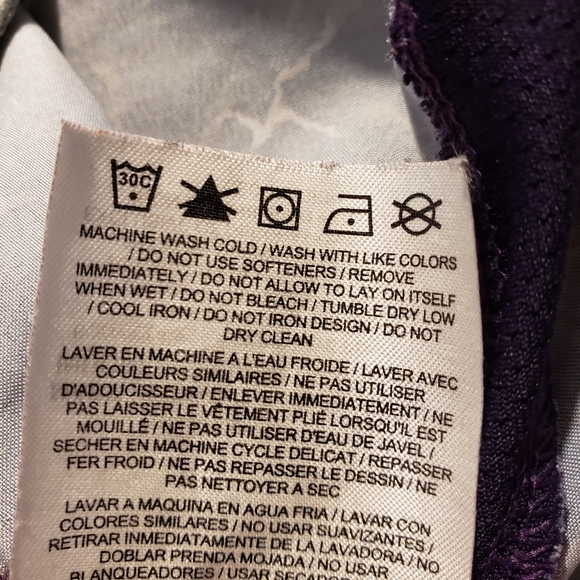 30C
MACHINE WASH COLD / WASH WITH LIKE COLORS
/ DO NOT USE SOFTENERS / REMOVE
IMMEDIATELY / DO NOT ALLOW TO LAY ON ITSELF
WHEN WET / DO NOT BLEACH / TUMBLE DRY LOW
/ COOL IRON / DO NOT IRON DESIGN / DO NOT
DRY CLEAN
LAVER EN MACHINE A L'EAU FROIDE / LAVER AVEC
COULEURS SIMILAIRES / NE PAS UTILISER
D'ADOUCISSEUR / ENLEVER IMMEDIATEMENT / NE
PAS LAISSER LE VÊTEMENT PLIÉ LORSQU'IL EST
MOUILLÉ / NE PAS UTILISER D'EAU DE JAVEL /
SECHER EN MACHINE CYCLE DELICAT / REPASSER
FER FROID / NE PAS REPASSER LE DESSIN / NE
PAS NETTOYER A SEC
LAVAR A MAQUINA EN AGUA FRIA / LAVAR CON
COLORES SIMILARES / NO USAR SUAVIZANTES /
RETIRAR INMEDIATAMENTE DE LA LAVADORA / NO
DOBLAR PRENDA MOJADA / NO USAR
BLANQUEADORES / USAR SECADO